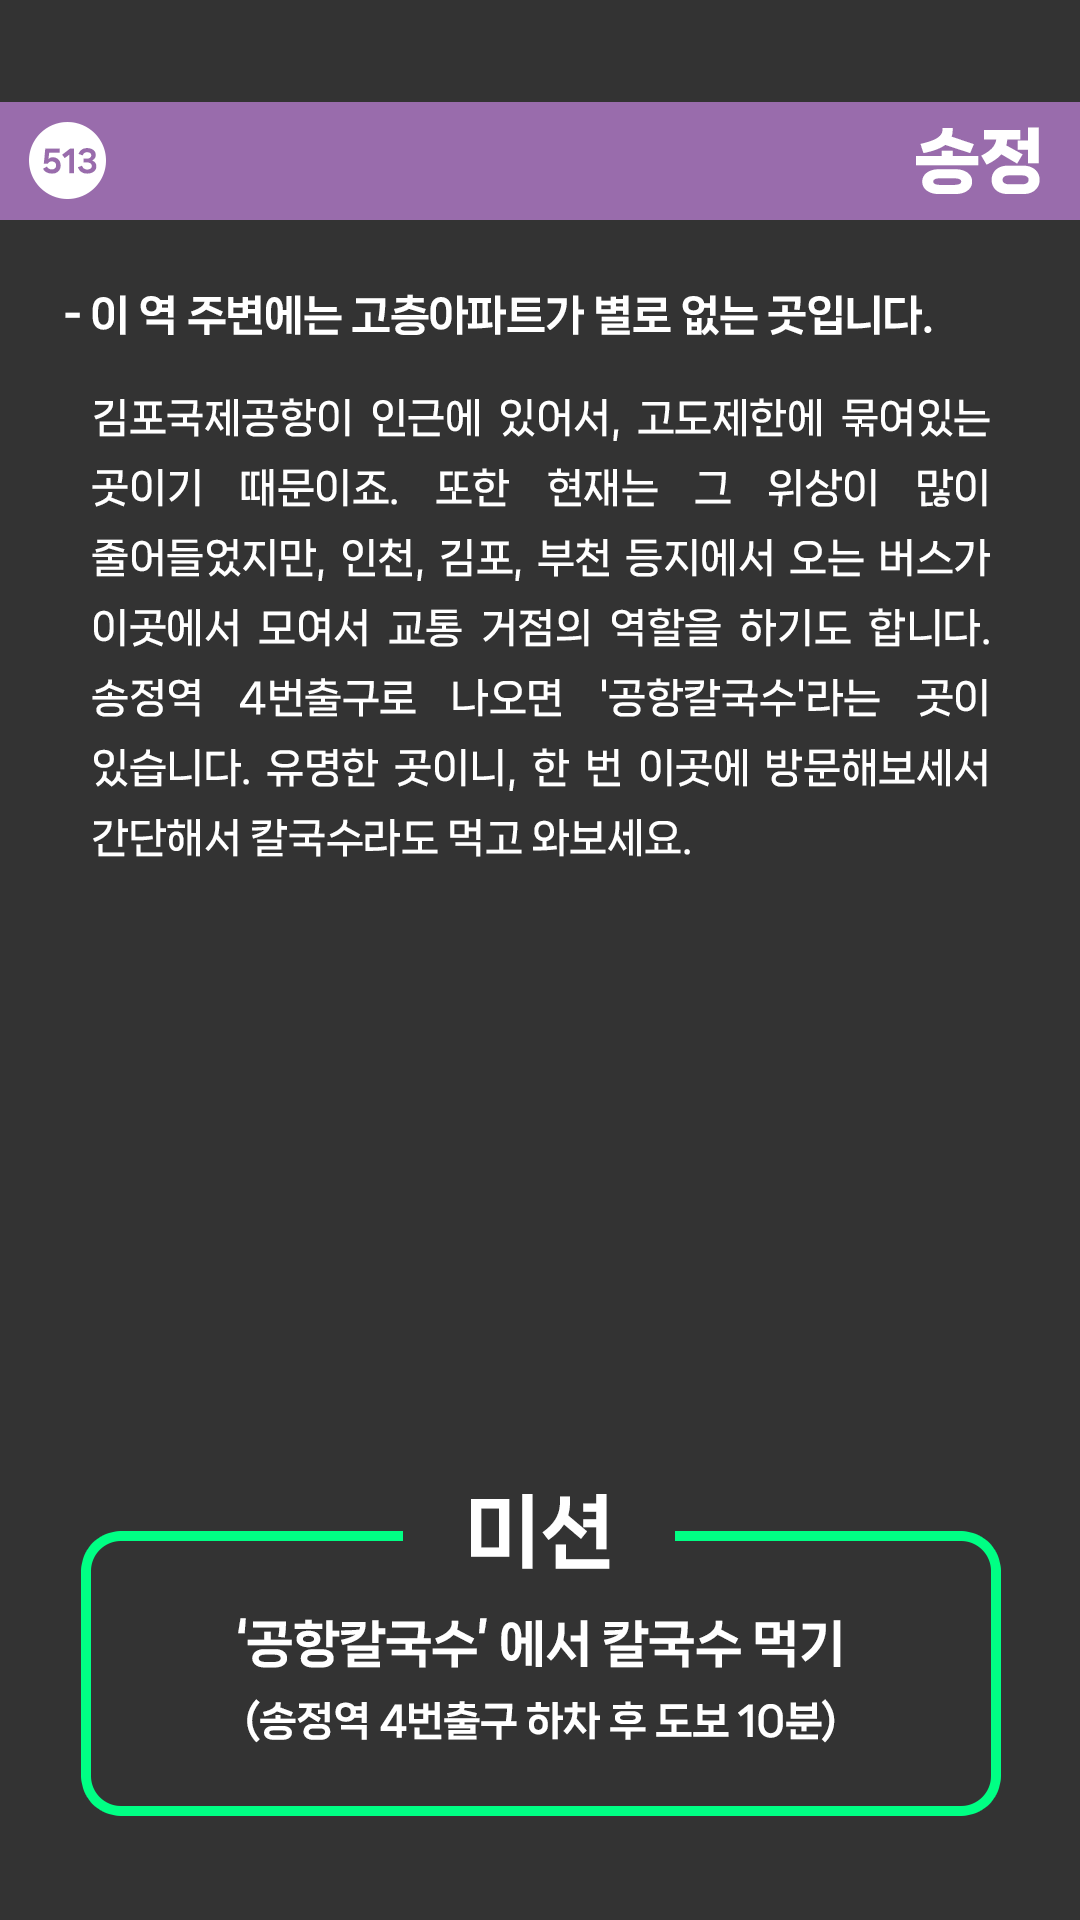 513
송정
- 이 역 주변에는 고층아파트가 별로 없는 곳입니다.
김포국제공항이 인근에 있어서, 고도제한에 묶여있는
곳이기 때문이죠. 또한 현재는 그 위상이 많이
줄어들었지만, 인천, 김포, 부천 등지에서 오는 버스가
이곳에서 모여서 교통 거점의 역할을 하기도 합니다.
송정역 4번출구로 나오면 '공항칼국수'라는 곳이
있습니다. 유명한 곳이니, 한 번 이곳에 방문해보세서
간단해서 칼국수라도 먹고 와보세요.
미션
'공항칼국수' 에서 칼국수 먹기
(송정역 4번출구 하차 후 도보 10분)